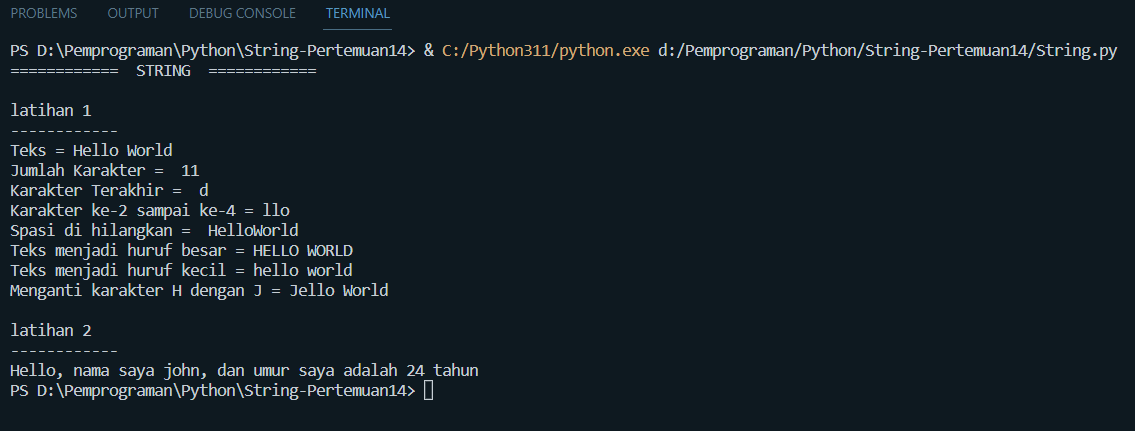 PROBLEMS OUTPUT DEBUG CONSOLE TERMINAL
PS D:\Pemprograman\Python\String-Pertemuan14> & C:/Python311/python.exe d:/Pemprograman/Python/String-Pertemuan14/String.py
============  STRING  ============
latihan 1
------------
Teks = Hello World
Jumlah Karakter =  11
Karakter Terakhir =  d
Karakter ke-2 sampai ke-4 = llo
Spasi di hilangkan =  HelloWorld
Teks menjadi huruf besar = HELLO WORLD
Teks menjadi huruf kecil = hello world
Menganti karakter H dengan J = Jello World
latihan 2
------------
Hello, nama saya john, dan umur saya adalah 24 tahun
PS D:\Pemprograman\Python\String-Pertemuan14>